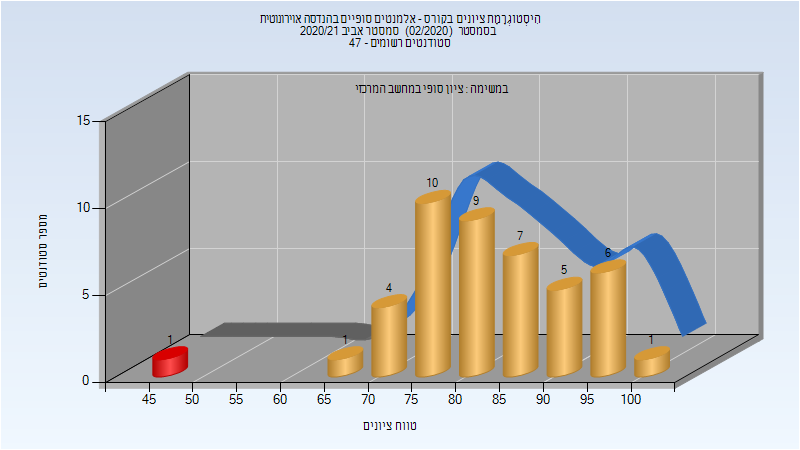 הִיסטוֹגְרָמַת ציונים בקורס - אלמנטים סופיים בהנדסה אוירונוטית
בסמסטר (02/2020) סמסטר אביב 2020/21
סטודנטים רשומים - 47
במשימה : ציון סופי במחשב המרכזי
15
10
5
0
מספר סטודנטים
1
1
4
10
9
7
5
6
1
45 50 55 60 65 70 75 80 85 90 95 100
טווח ציונים